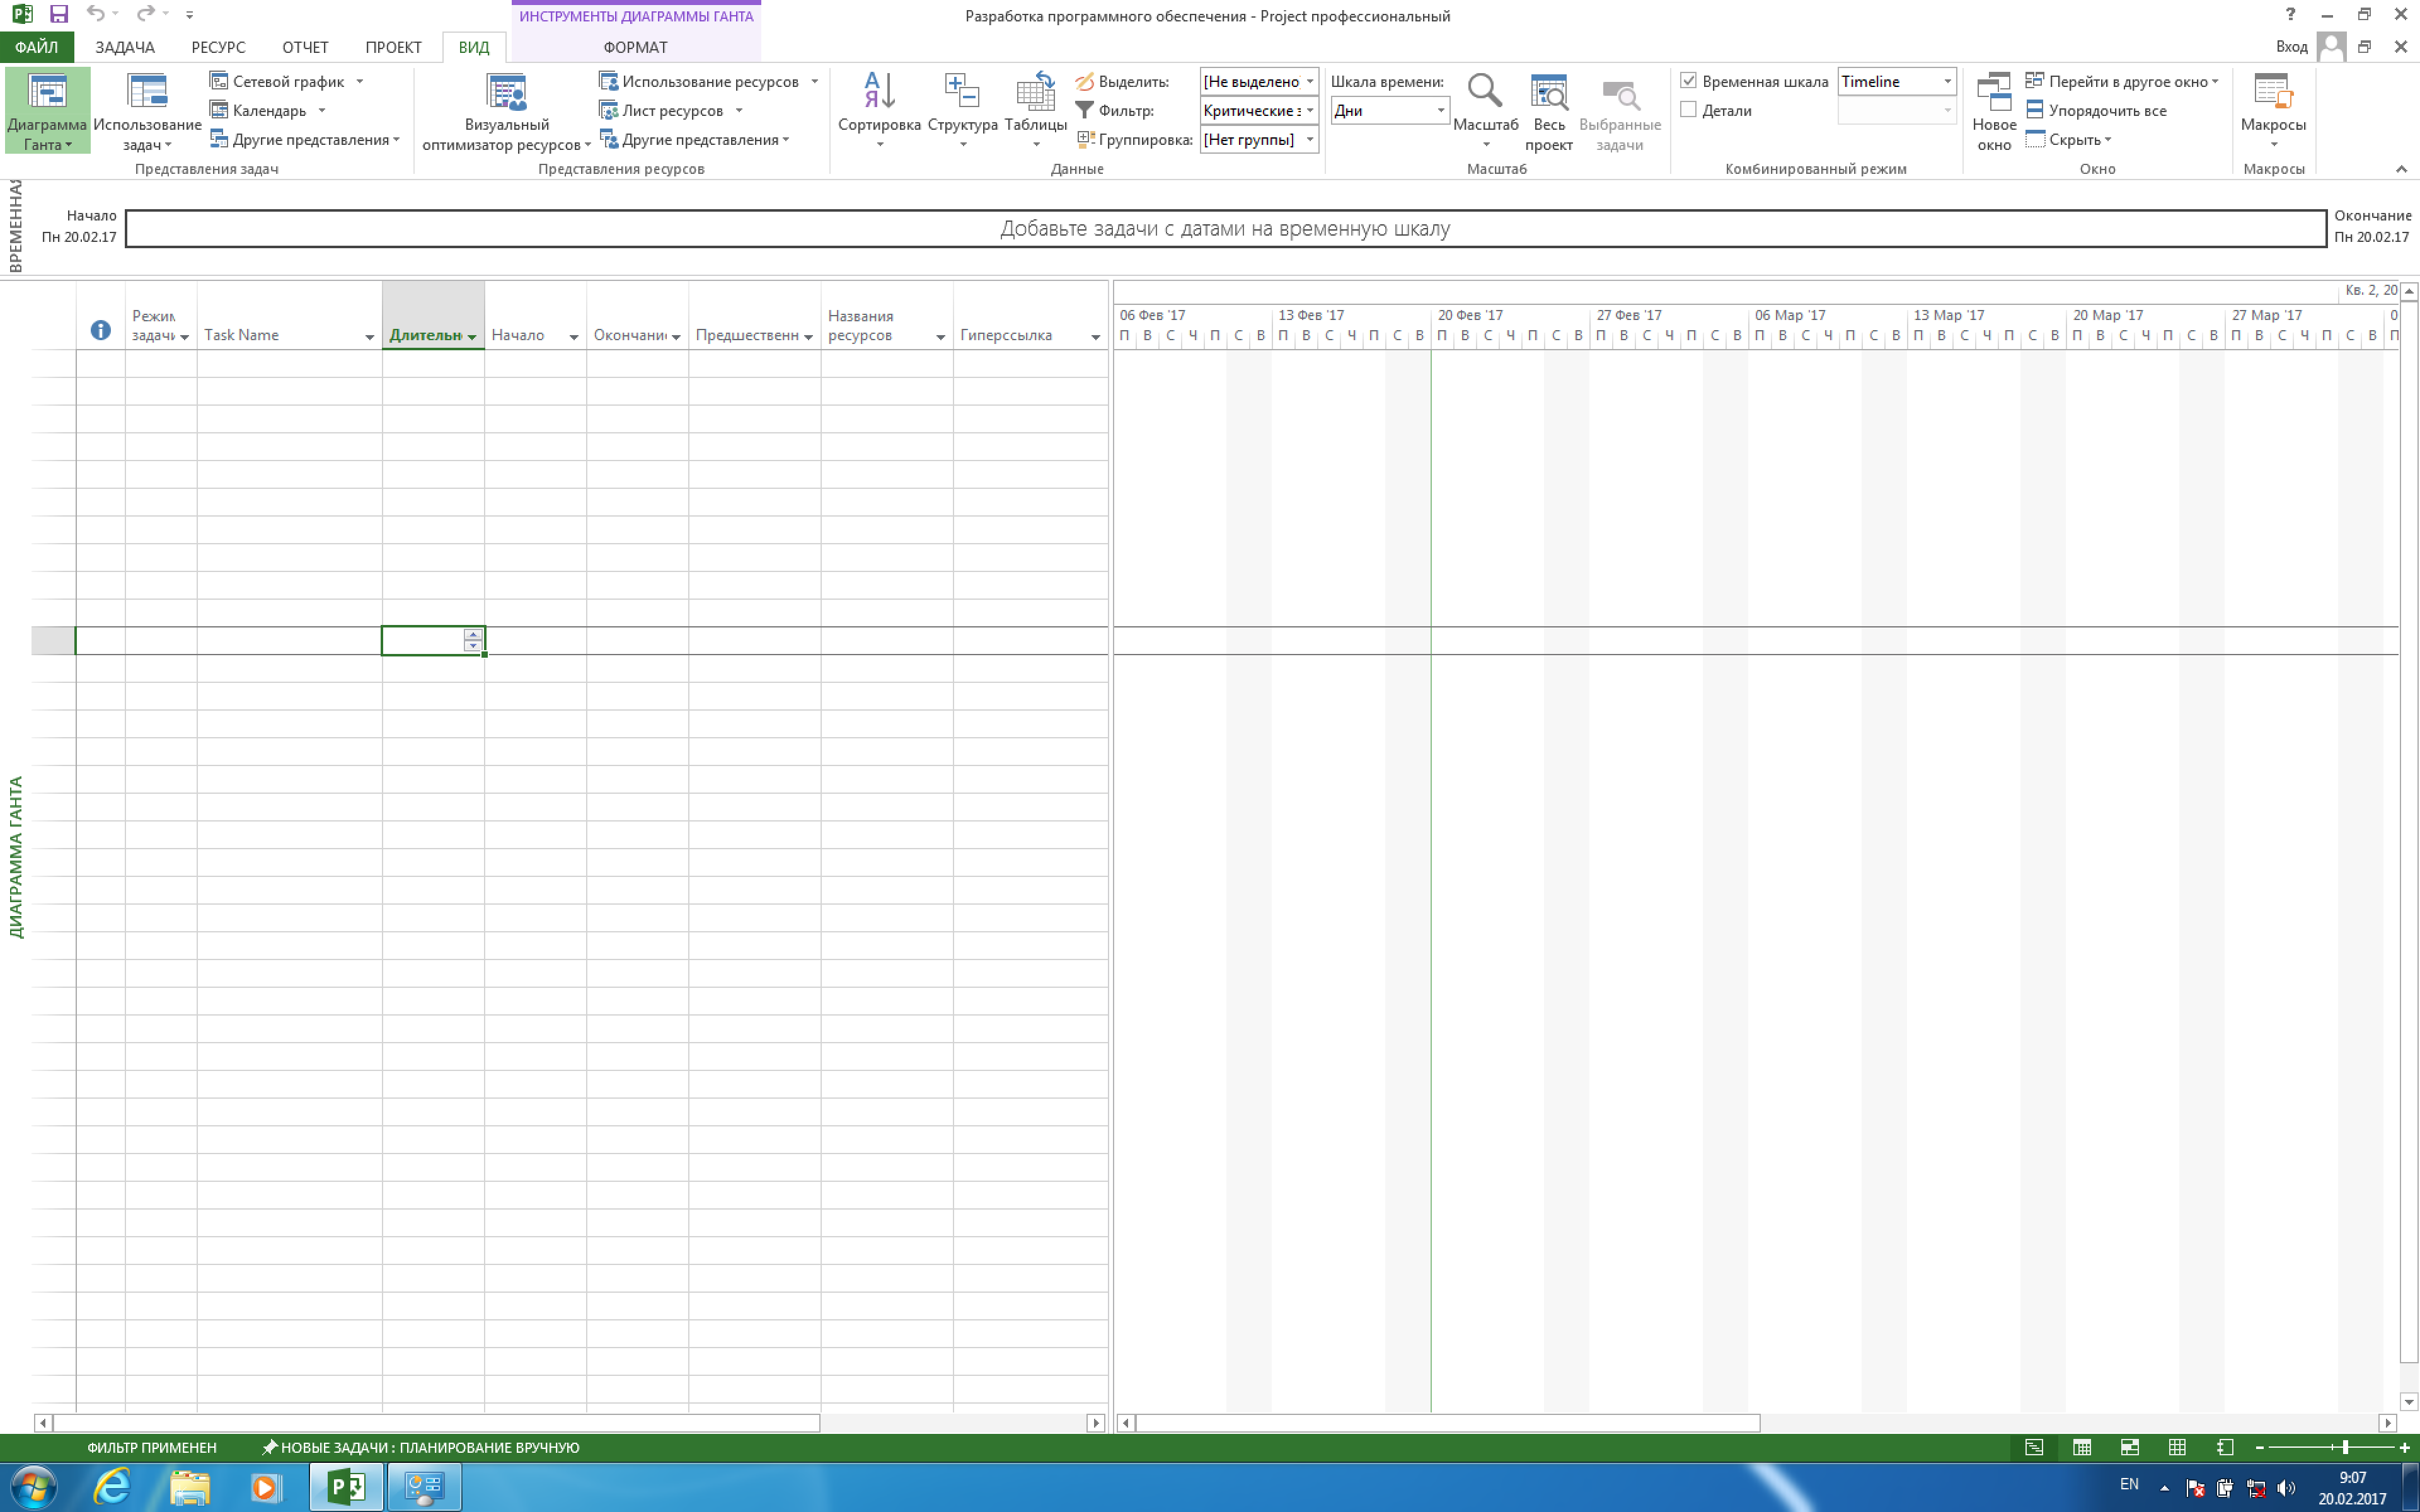 ИНСТРУМЕНТЫ ДИАГРАММЫ ГАНТА
Разработка программного обеспечения - Project профессиональный
ФАЙЛ ЗАДАЧА РЕСУРС ОТЧЕТ ПРОЕКТ ВИД ФОРМАТ Вход
Диаграмма Ганта
Использование задач
Сетевой график
Календарь
Другие представления
Представления задач
Визуальный оптимизатор ресурсов
Использование ресурсов
Лист ресурсов
Другие представления
Представления ресурсов
Сортировка Структура Таблицы
Выделить: [Не выделено
Фильтр: Критические з
Группировка: [Нет группы]
Данные
Шкала времени:
Дни
Масштаб
Весь проект
Выбранные задачи
Масштаб
Временная шкала Timeline
Детали
Комбинированный режим
Новое окно
Перейти в другое окно
Упорядочить все
Скрыть
Окно
Макросы
Макросы
ВРЕМЕННАЯ
Начало
Пн 20.02.17
Добавьте задачи с датами на временную шкалу
Окончание
Пн 20.02.17
Режим задачи Task Name Длительн Начало Окончани Предшественн Названия ресурсов Гиперссылка
Кв. 2, 20
06 Фев '17 13 Фев '17 20 Фев '17 27 Фев '17 06 Мар '17 13 Мар '17 20 Мар '17 27 Мар '17 0
П В С Ч П С В П В С Ч П С В П В С Ч П С В П В С Ч П С В П В С Ч П С В П В С Ч П С В П В С Ч П С В П В С Ч П С В П
ДИАГРАММА ГАНТА
ФИЛЬТР ПРИМЕНЕН НОВЫЕ ЗАДАЧИ : ПЛАНИРОВАНИЕ ВРУЧНУЮ
EN
9:07
20.02.2017